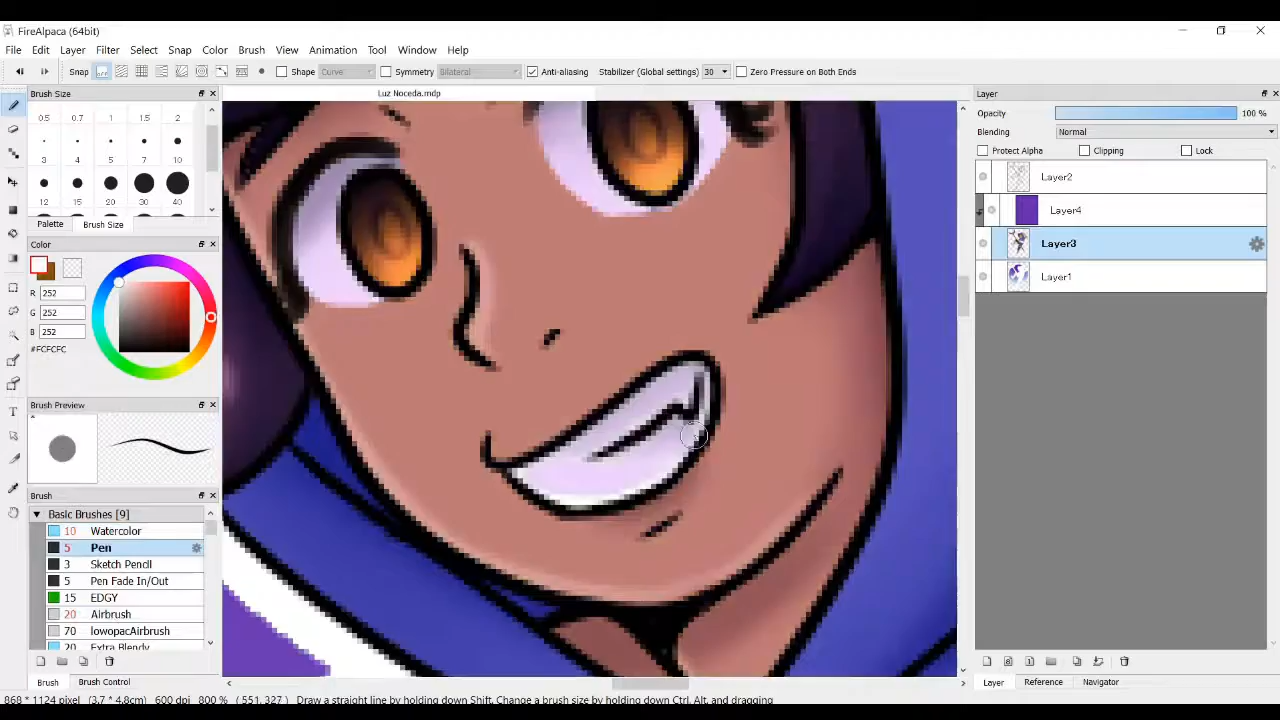 FireAlpaca (64bit)
File Edit Layer Filter Select Snap Color Brush View Animation Tool Window Help
Snap OFF Shape Curve Symmetry Bilateral Anti-aliasing Stabilizer (Global settings) 30 Zero Pressure on Both Ends
Brush Size
Luz Noceda.mdp
Layer
0.5 0.7 1 1.5 2
3 4 5 7 10
12 15 20 30 40
Palette Brush Size
Color
R 252
G 252
B 252
#FCFCFC
Brush Preview
Brush
Basic Brushes [9]
10 Watercolor
5 Pen
3 Sketch Pencil
5 Pen Fade In/Out
15 EDGY
20 Airbrush
70 lowopacAirbrush
20 Extra Blendy
Brush Brush Control
Opacity 100 %
Blending Normal
Protect Alpha Clipping Lock
Layer2
Layer4
Layer3
Layer1
Layer Reference Navigator
868 * 1124 pixel (3.7 * 4.8cm) 600 dpi 800 % ( 551, 327 ) Draw a straight line by holding down Shift, Change a brush size by holding down Ctrl, Alt, and dragging